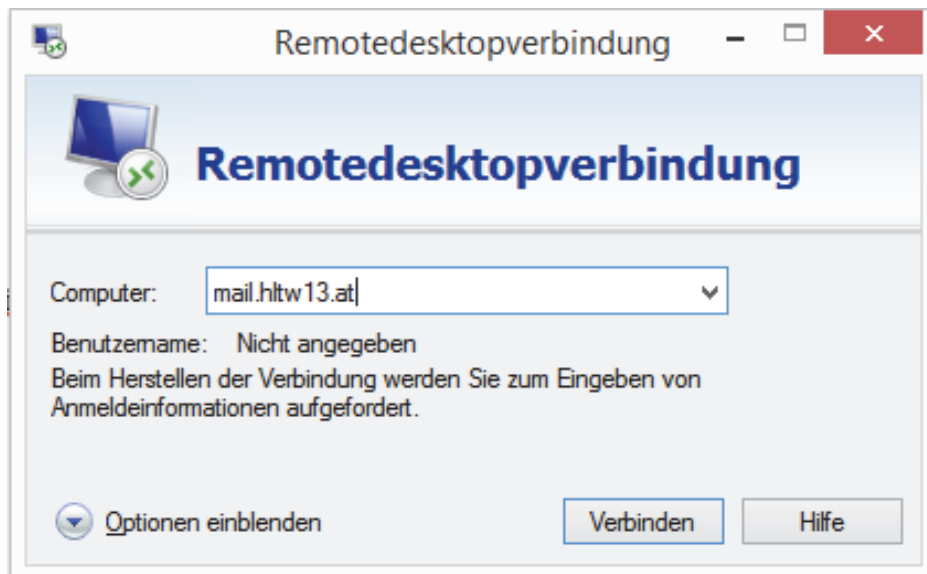 Remotedesktopverbindung
Remotedesktopverbindung
Computer: mail.hltw13.at
Benutzername: Nicht angegeben
Beim Herstellen der Verbindung werden Sie zum Eingeben von
Anmeldeinformationen aufgefordert.
Optionen einblenden Verbinden Hilfe